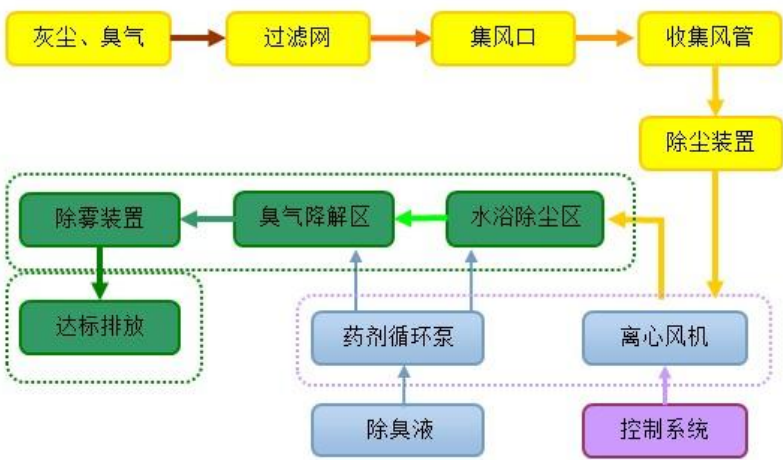 灰尘、臭气
过滤网
集风口
收集风管
除尘装置
除雾装置
臭气降解区
水浴除尘区
达标排放
药剂循环泵
离心风机
除臭液
控制系统